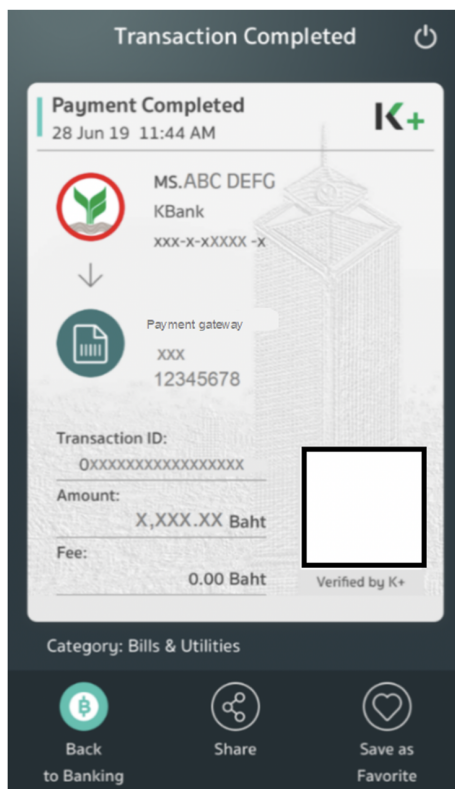 Transaction Completed
Payment Completed
28 Jun 19 11:44 AM
K+
MS.ABC DEFG
KBank
xxx-x-xXXXX -x
Payment gateway
xxx
12345678
Transaction ID:
0xxxxxxxxxxxxxxxxx
Amount:
X,XXX.XX Baht
Fee:
0.00 Baht
Verified by K+
Category: Bills & Utilities
Back
to Banking
Share
Save as
Favorite